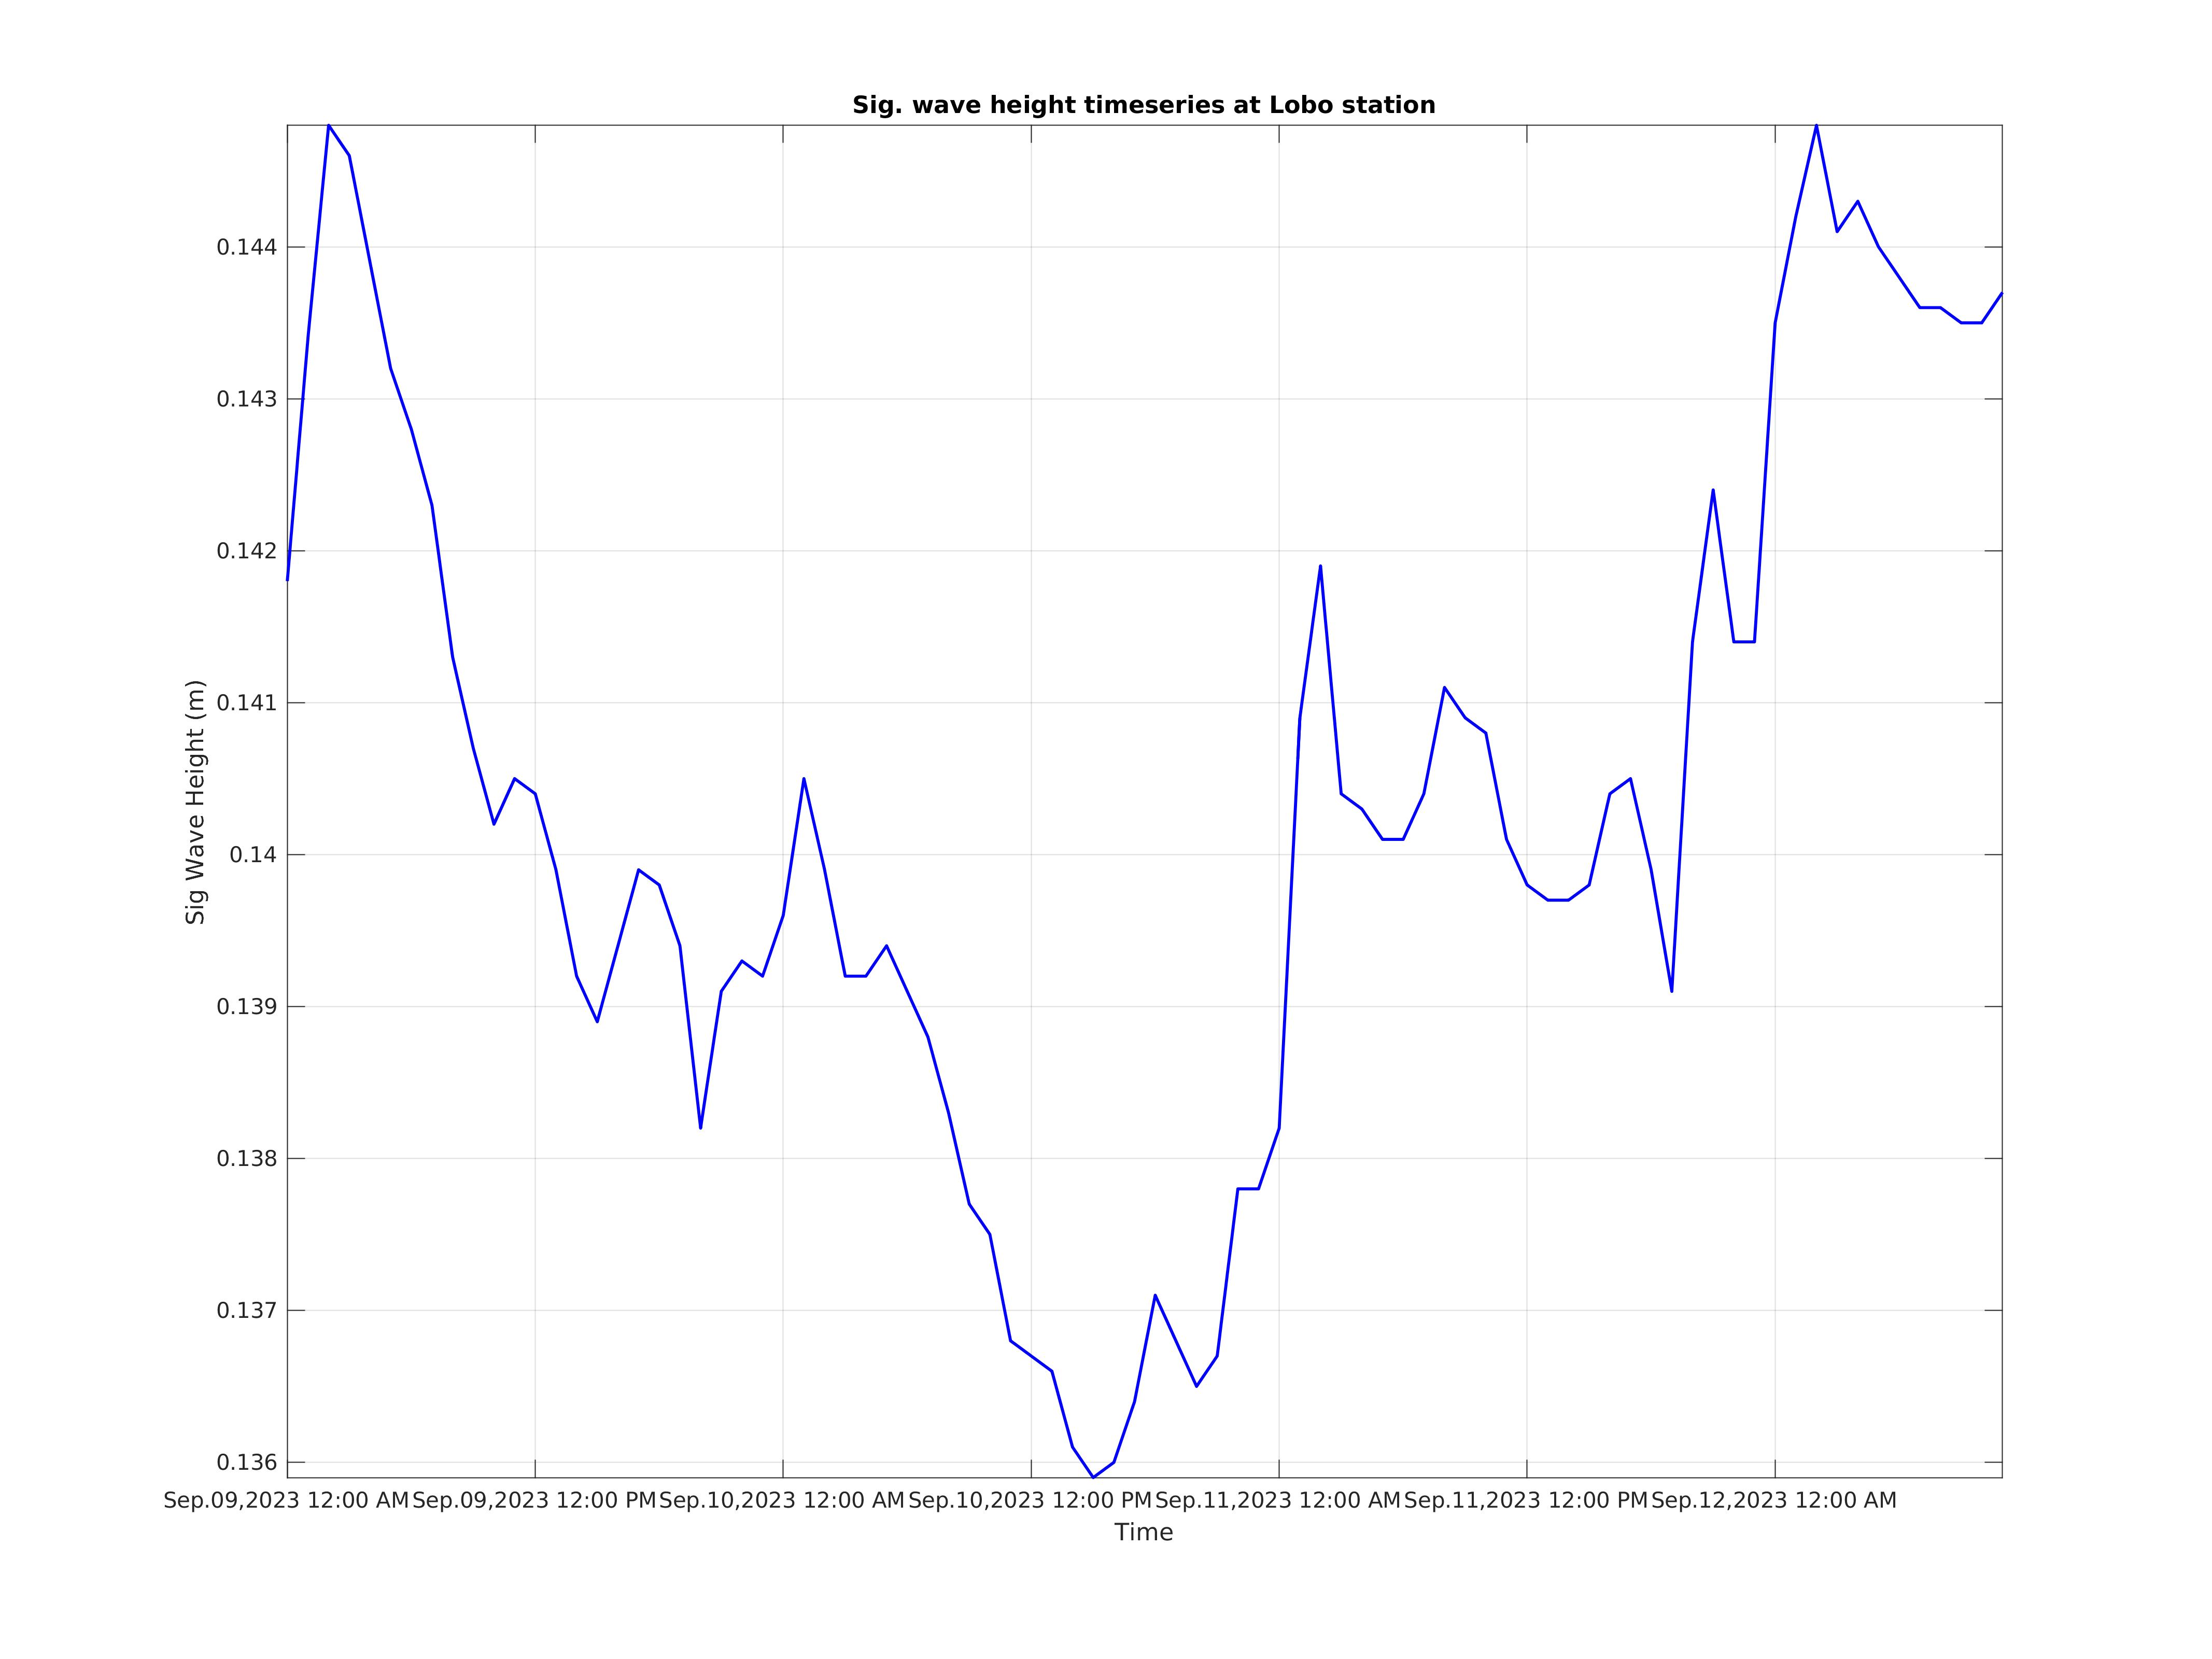 Sig. wave height timeseries at Lobo station
0.144
0.143
0.142
0.141
0.14
0.139
0.138
0.137
0.136
Sig Wave Height (m)
Sep.09,2023 12:00 AM Sep.09,2023 12:00 PM Sep.10,2023 12:00 AM Sep.10,2023 12:00 PM Sep.11,2023 12:00 AM Sep.11,2023 12:00 PM Sep.12,2023 12:00 AM
Time